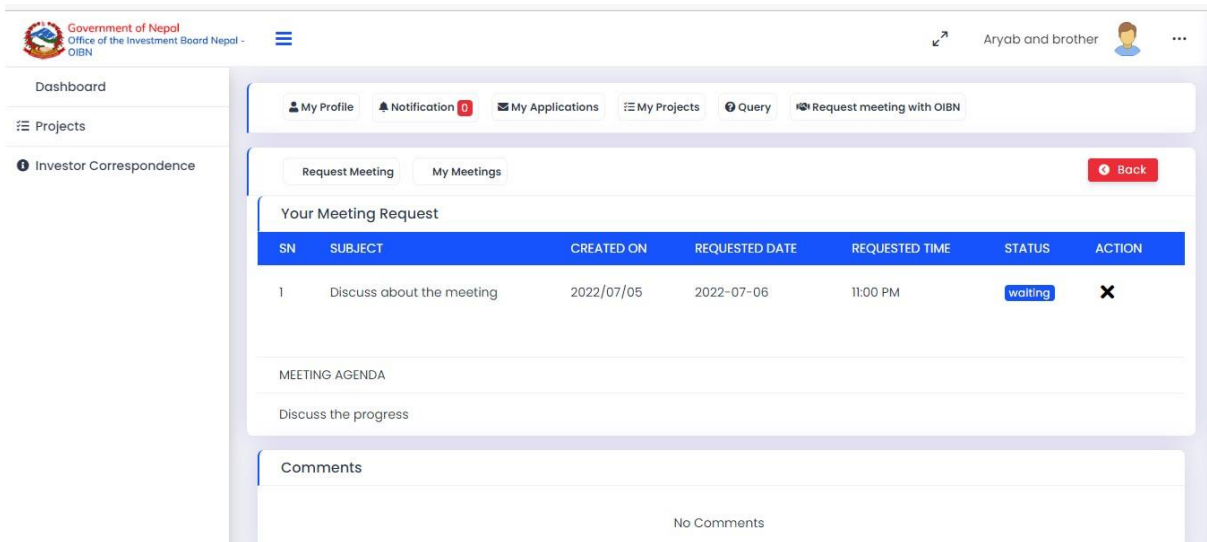 Government of Nepal
Office of the Investment Board Nepal -
OIBN
Aryab and brother
Dashboard
Projects
Investor Correspondence
My Profile Notification 0 My Applications My Projects Query Request meeting with OIBN
Request Meeting My Meetings Back
Your Meeting Request
SN SUBJECT CREATED ON REQUESTED DATE REQUESTED TIME STATUS ACTION
1 Discuss about the meeting 2022/07/05 2022-07-06 11:00 PM waiting
MEETING AGENDA
Discuss the progress
Comments
No Comments